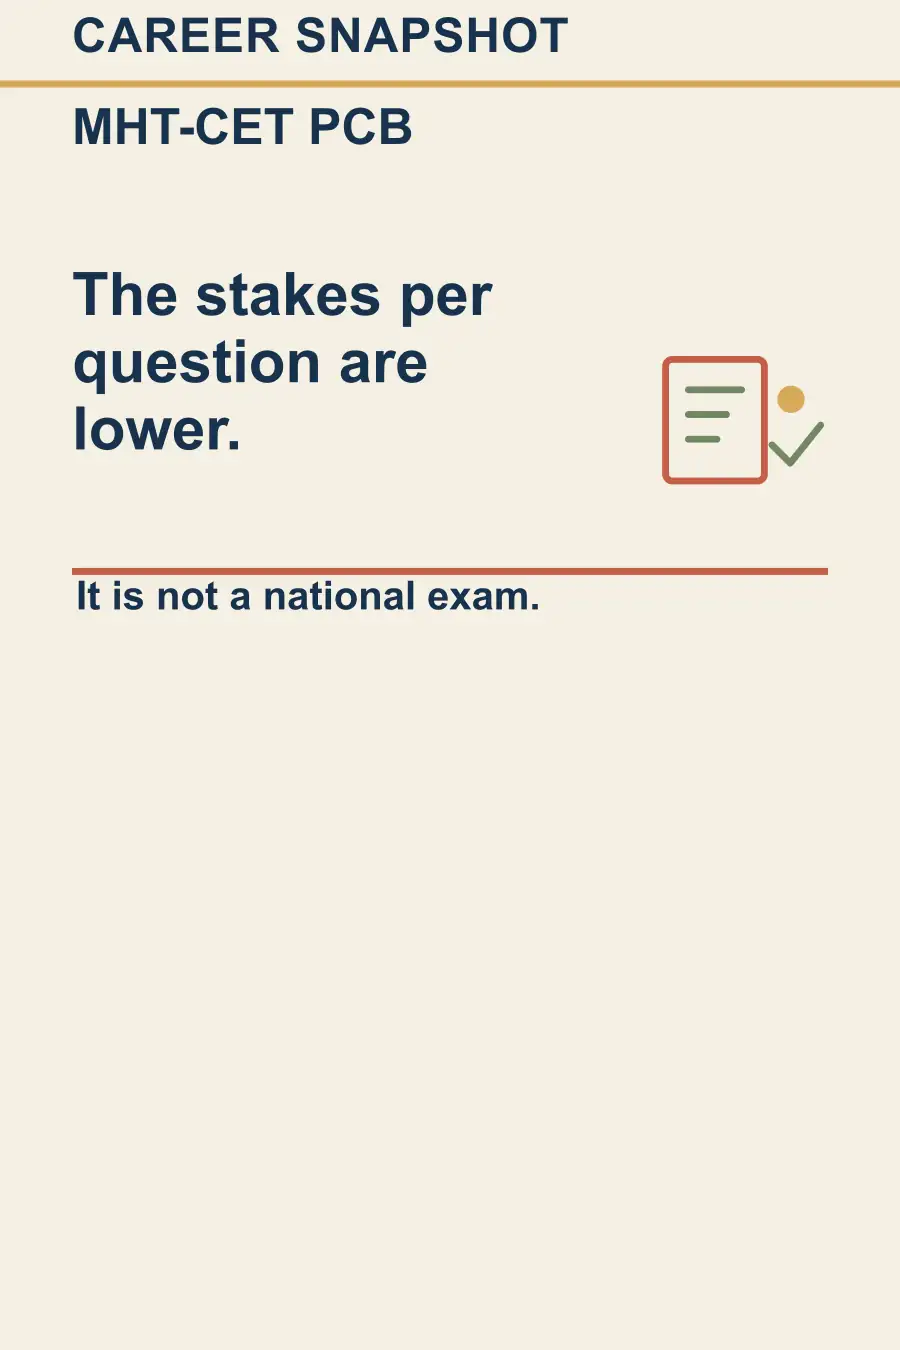 CAREER SNAPSHOT
MHT-CET PCB
The stakes per
question are
lower.
It is not a national exam.